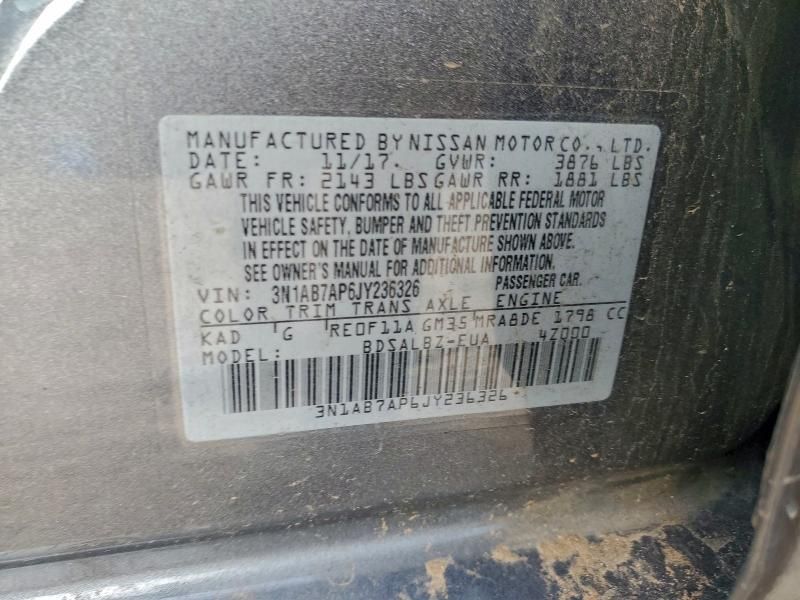 MANUFACTURED BY NISSAN MOTOR CO., LTD.
DATE: 11/17. GVWR: 3876 LBS
GAWR FR: 2143 LBS GAWR RR: 1881 LBS
THIS VEHICLE CONFORMS TO ALL APPLICABLE FEDERAL MOTOR
VEHICLE SAFETY, BUMPER AND THEFT PREVENTION STANDARDS
IN EFFECT ON THE DATE OF MANUFACTURE SHOWN ABOVE.
SEE OWNER'S MANUAL FOR ADDITIONAL INFORMATION.
VIN: 3N1AB7AP6JY236326 PASSENGER CAR.
COLOR TRIM TRANS AXLE ENGINE
KAD G RE0F11A GM35 MRA8DE 1798 CC
MODEL: BDSALBZ-EUA 4Z000
3N1AB7AP6JY236326